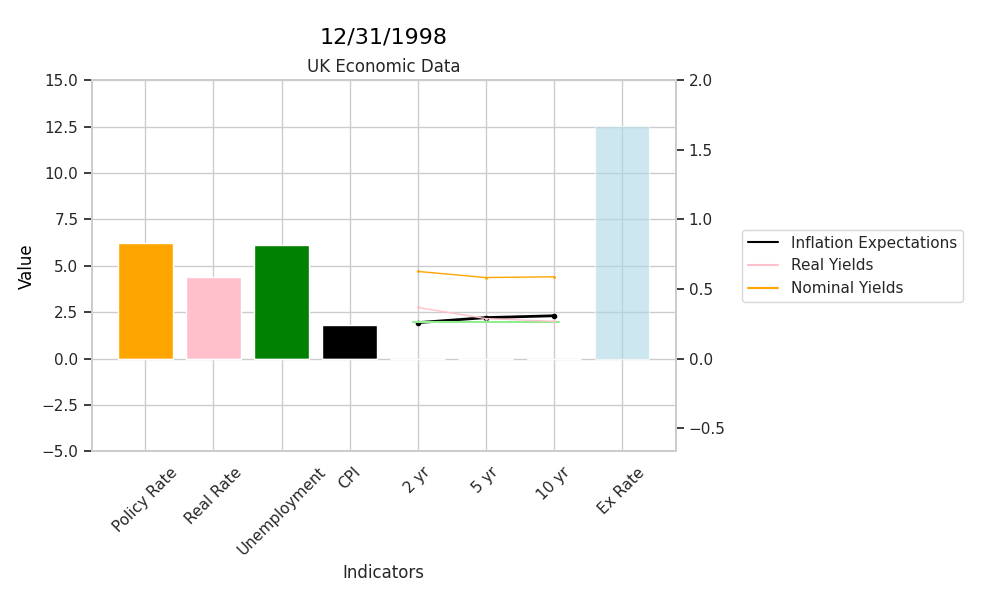 12/31/1998
UK Economic Data
15.0
12.5
10.0
7.5
5.0
2.5
0.0
−2.5
−5.0
Value
2.0
1.5
1.0
0.5
0.0
−0.5
Policy Rate
Real Rate
Unemployment
CPI
2 yr
5 yr
10 yr
Ex Rate
Indicators
Inflation Expectations
Real Yields
Nominal Yields